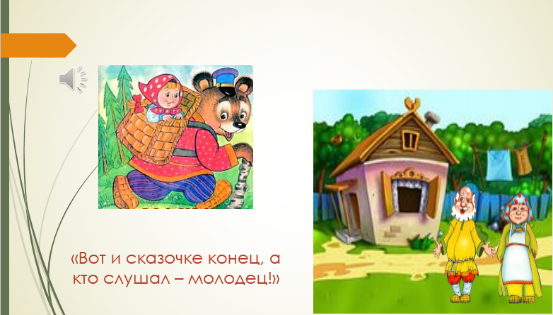 «Вот и сказочке конец, а
кто слушал – молодец!»